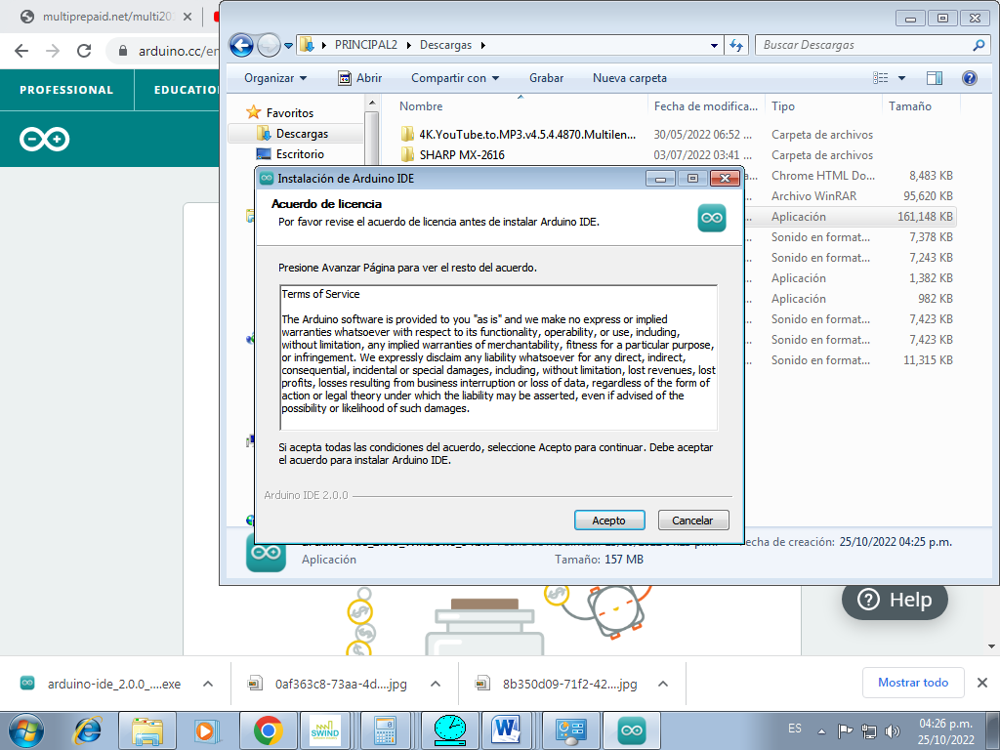 multiprepaid.net/multi20
arduino.cc/en
PROFESSIONAL
EDUCATIO
PRINCIPAL2
Descargas
Buscar Descargas
Organizar
Abrir
Compartir con
Grabar
Nueva carpeta
Favoritos
Descargas
Escritorio
Nombre
Fecha de modifica...
Tipo
Tamaño
4K.YouTube.to.MP3.v4.5.4.4870.Multilen...
30/05/2022 06:52 ...
Carpeta de archivos
SHARP MX-2616
03/07/2022 03:41 ...
Carpeta de archivos
Chrome HTML Do...
8,483 KB
Archivo WinRAR
95,620 KB
Aplicación
161,148 KB
Sonido en format...
7,378 KB
Sonido en format...
7,243 KB
Aplicación
1,382 KB
Aplicación
982 KB
Sonido en format...
7,423 KB
Sonido en format...
7,423 KB
Sonido en format...
11,315 KB
Instalación de Arduino IDE
Acuerdo de licencia
Por favor revise el acuerdo de licencia antes de instalar Arduino IDE.
Presione Avanzar Página para ver el resto del acuerdo.
Terms of Service
The Arduino software is provided to you "as is" and we make no express or implied
warranties whatsoever with respect to its functionality, operability, or use, including,
without limitation, any implied warranties of merchantability, fitness for a particular purpose,
or infringement. We expressly disclaim any liability whatsoever for any direct, indirect,
consequential, incidental or special damages, including, without limitation, lost revenues, lost
profits, losses resulting from business interruption or loss of data, regardless of the form of
action or legal theory under which the liability may be asserted, even if advised of the
possibility or likelihood of such damages.
Si acepta todas las condiciones del acuerdo, seleccione Acepto para continuar. Debe aceptar
el acuerdo para instalar Arduino IDE.
Arduino IDE 2.0.0
Acepto
Cancelar
echa de creación: 25/10/2022 04:25 p.m.
Aplicación
Tamaño: 157 MB
Help
arduino-ide_2.0.0_....exe
0af363c8-73aa-4d....jpg
8b350d09-71f2-42....jpg
Mostrar todo
SWIND
ES
04:26 p.m.
25/10/2022